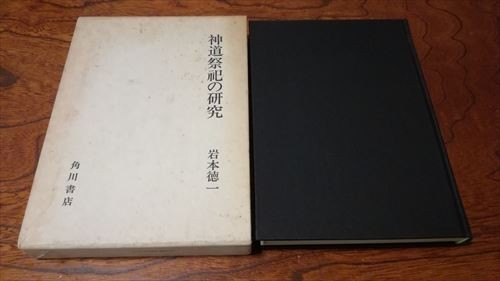 神道祭祀の研究
岩本徳一
角川書店